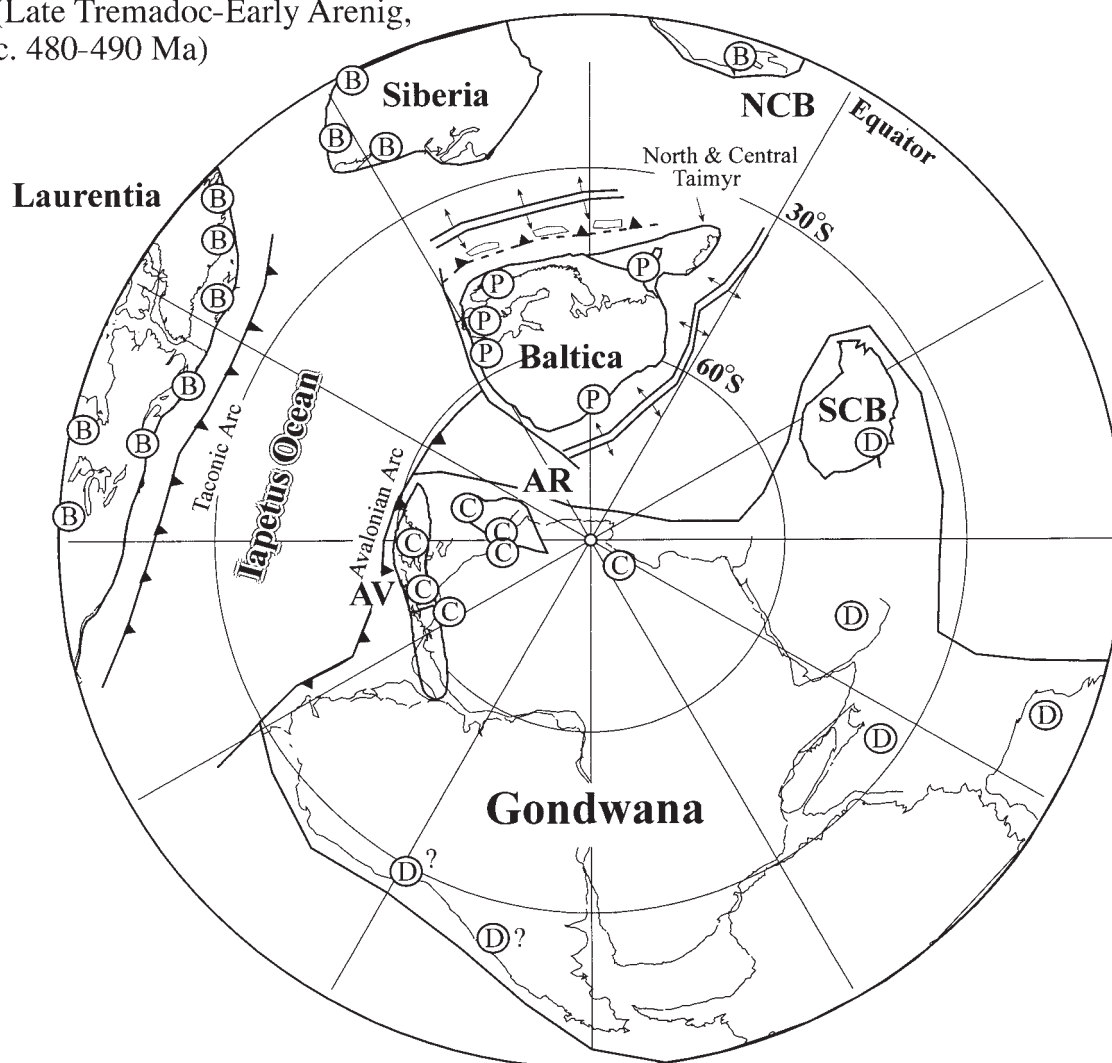 (Late Tremadoc-Early Arenig,
c. 480-490 Ma)
B
B
Siberia
NCB
Equator
B
B
North & Central
Taimyr
Laurentia
B
B
B
30°S
P
P
P
P
Baltica
60°S
P
SCB
D
B
B
B
B
Taconic Arc
Iapetus Ocean
Avalonian Arc
AR
C
C
C
C
C
AV
C
C
D
D
D
Gondwana
D?
D?